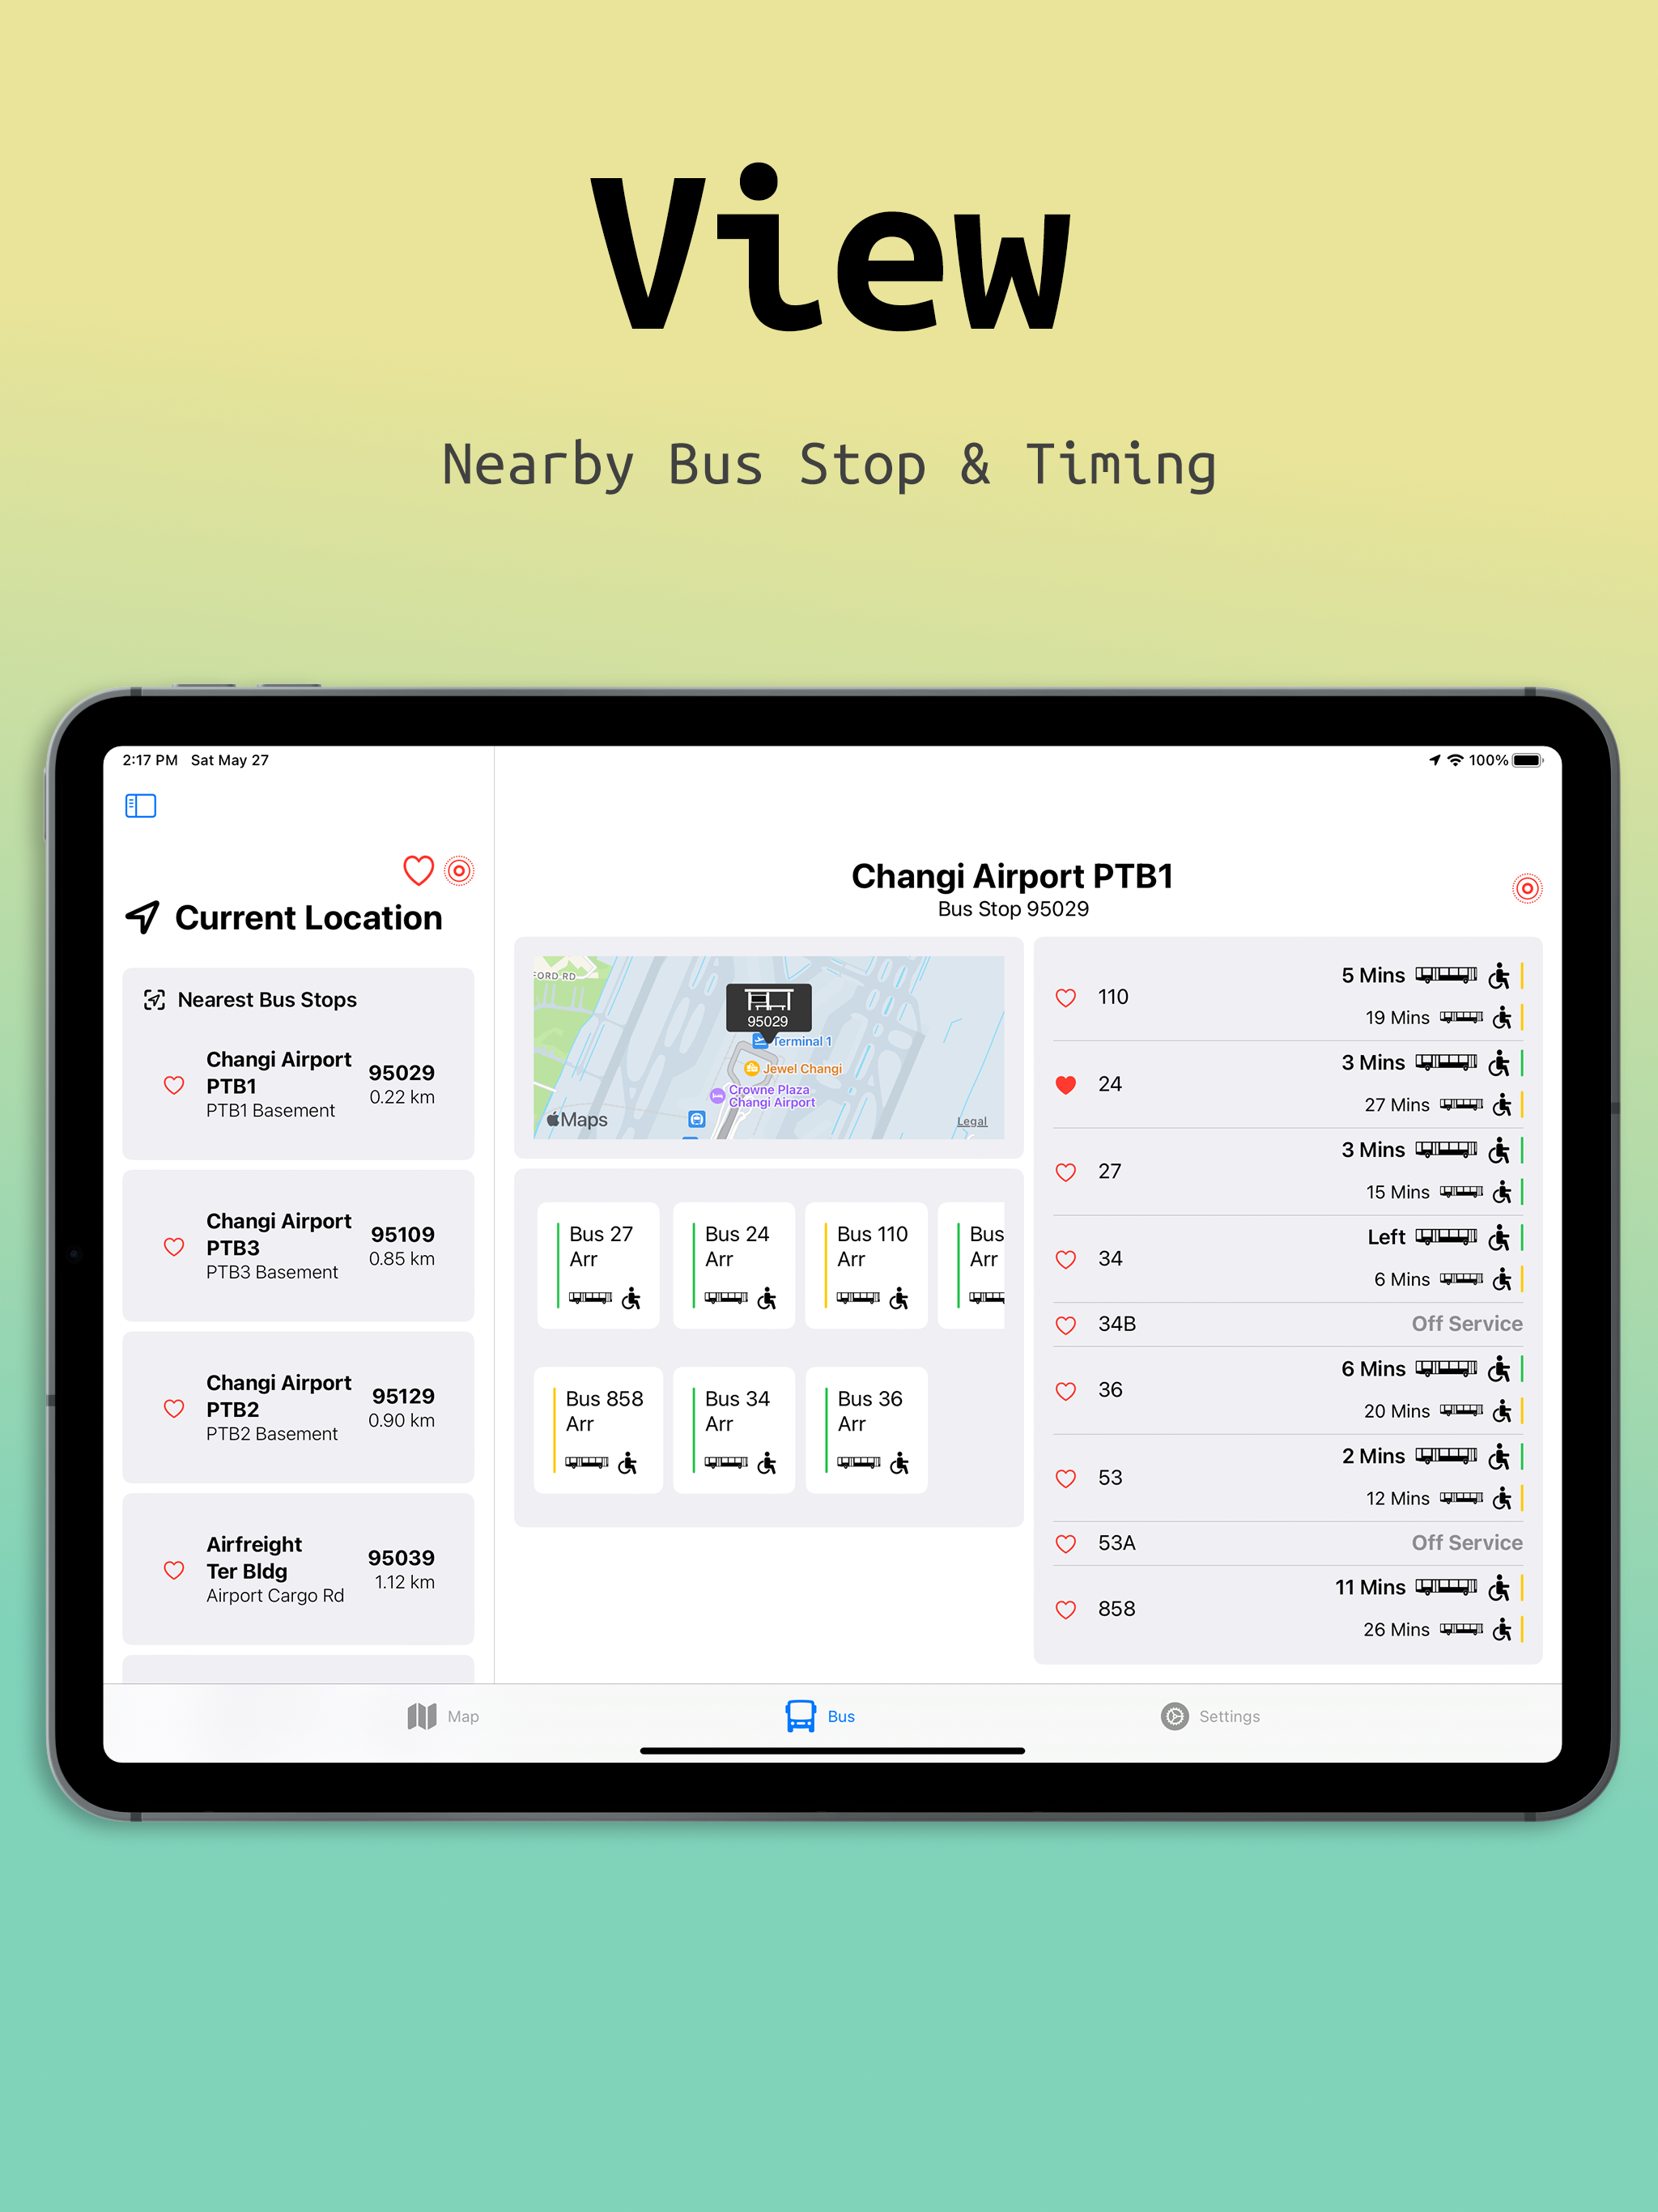 View
Nearby Bus Stop & Timing
2:17 PM Sat May 27
100%
Current Location
Nearest Bus Stops
Changi Airport
PTB1
PTB1 Basement
95029
0.22 km
Changi Airport
PTB3
PTB3 Basement
95109
0.85 km
Changi Airport
PTB2
PTB2 Basement
95129
0.90 km
Airfreight
Ter Bldg
Airport Cargo Rd
95039
1.12 km
Changi Airport PTB1
Bus Stop 95029
FORD RD
95029
Terminal 1
Jewel Changi
Crowne Plaza
Changi Airport
Maps
Legal
Bus 27
Arr
Bus 24
Arr
Bus 110
Arr
Bus
Arr
Bus 858
Arr
Bus 34
Arr
Bus 36
Arr
110
5 Mins
19 Mins
24
3 Mins
27 Mins
27
3 Mins
15 Mins
34
Left
6 Mins
34B
Off Service
36
6 Mins
20 Mins
53
2 Mins
12 Mins
53A
Off Service
858
11 Mins
26 Mins
Map
Bus
Settings